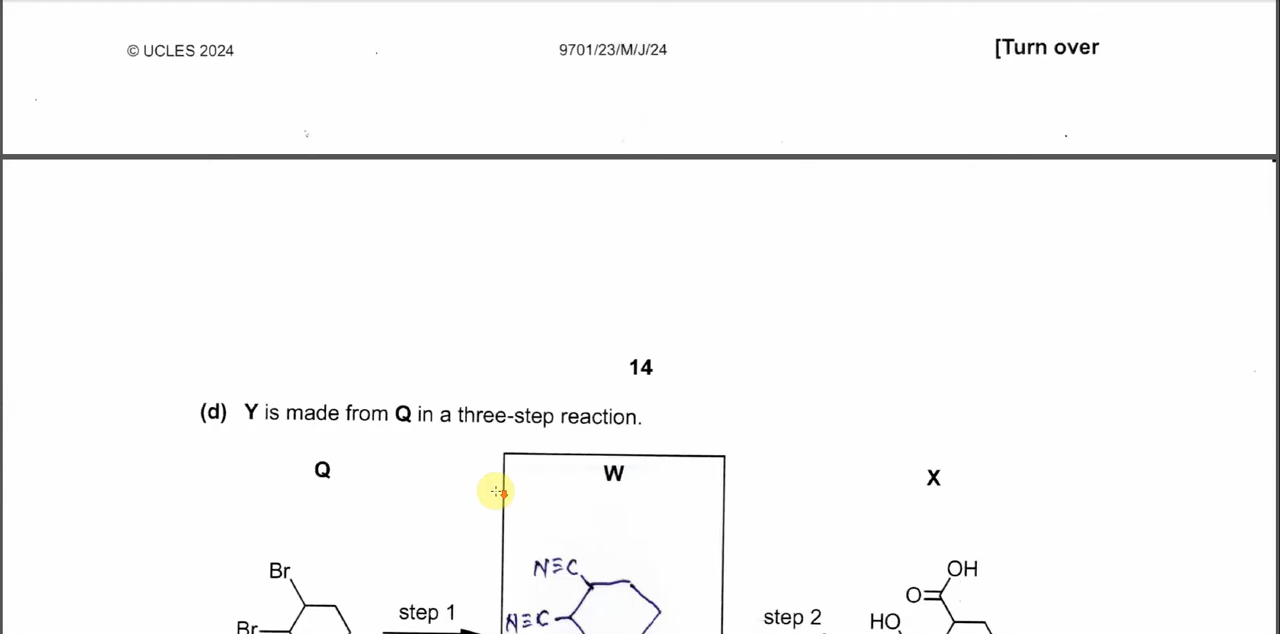 © UCLES 2024 9701/23/M/J/24 [Turn over
14
(d) Y is made from Q in a three-step reaction.
Q W X
Br N≡C OH
O
Br step 1 N≡C step 2 HO